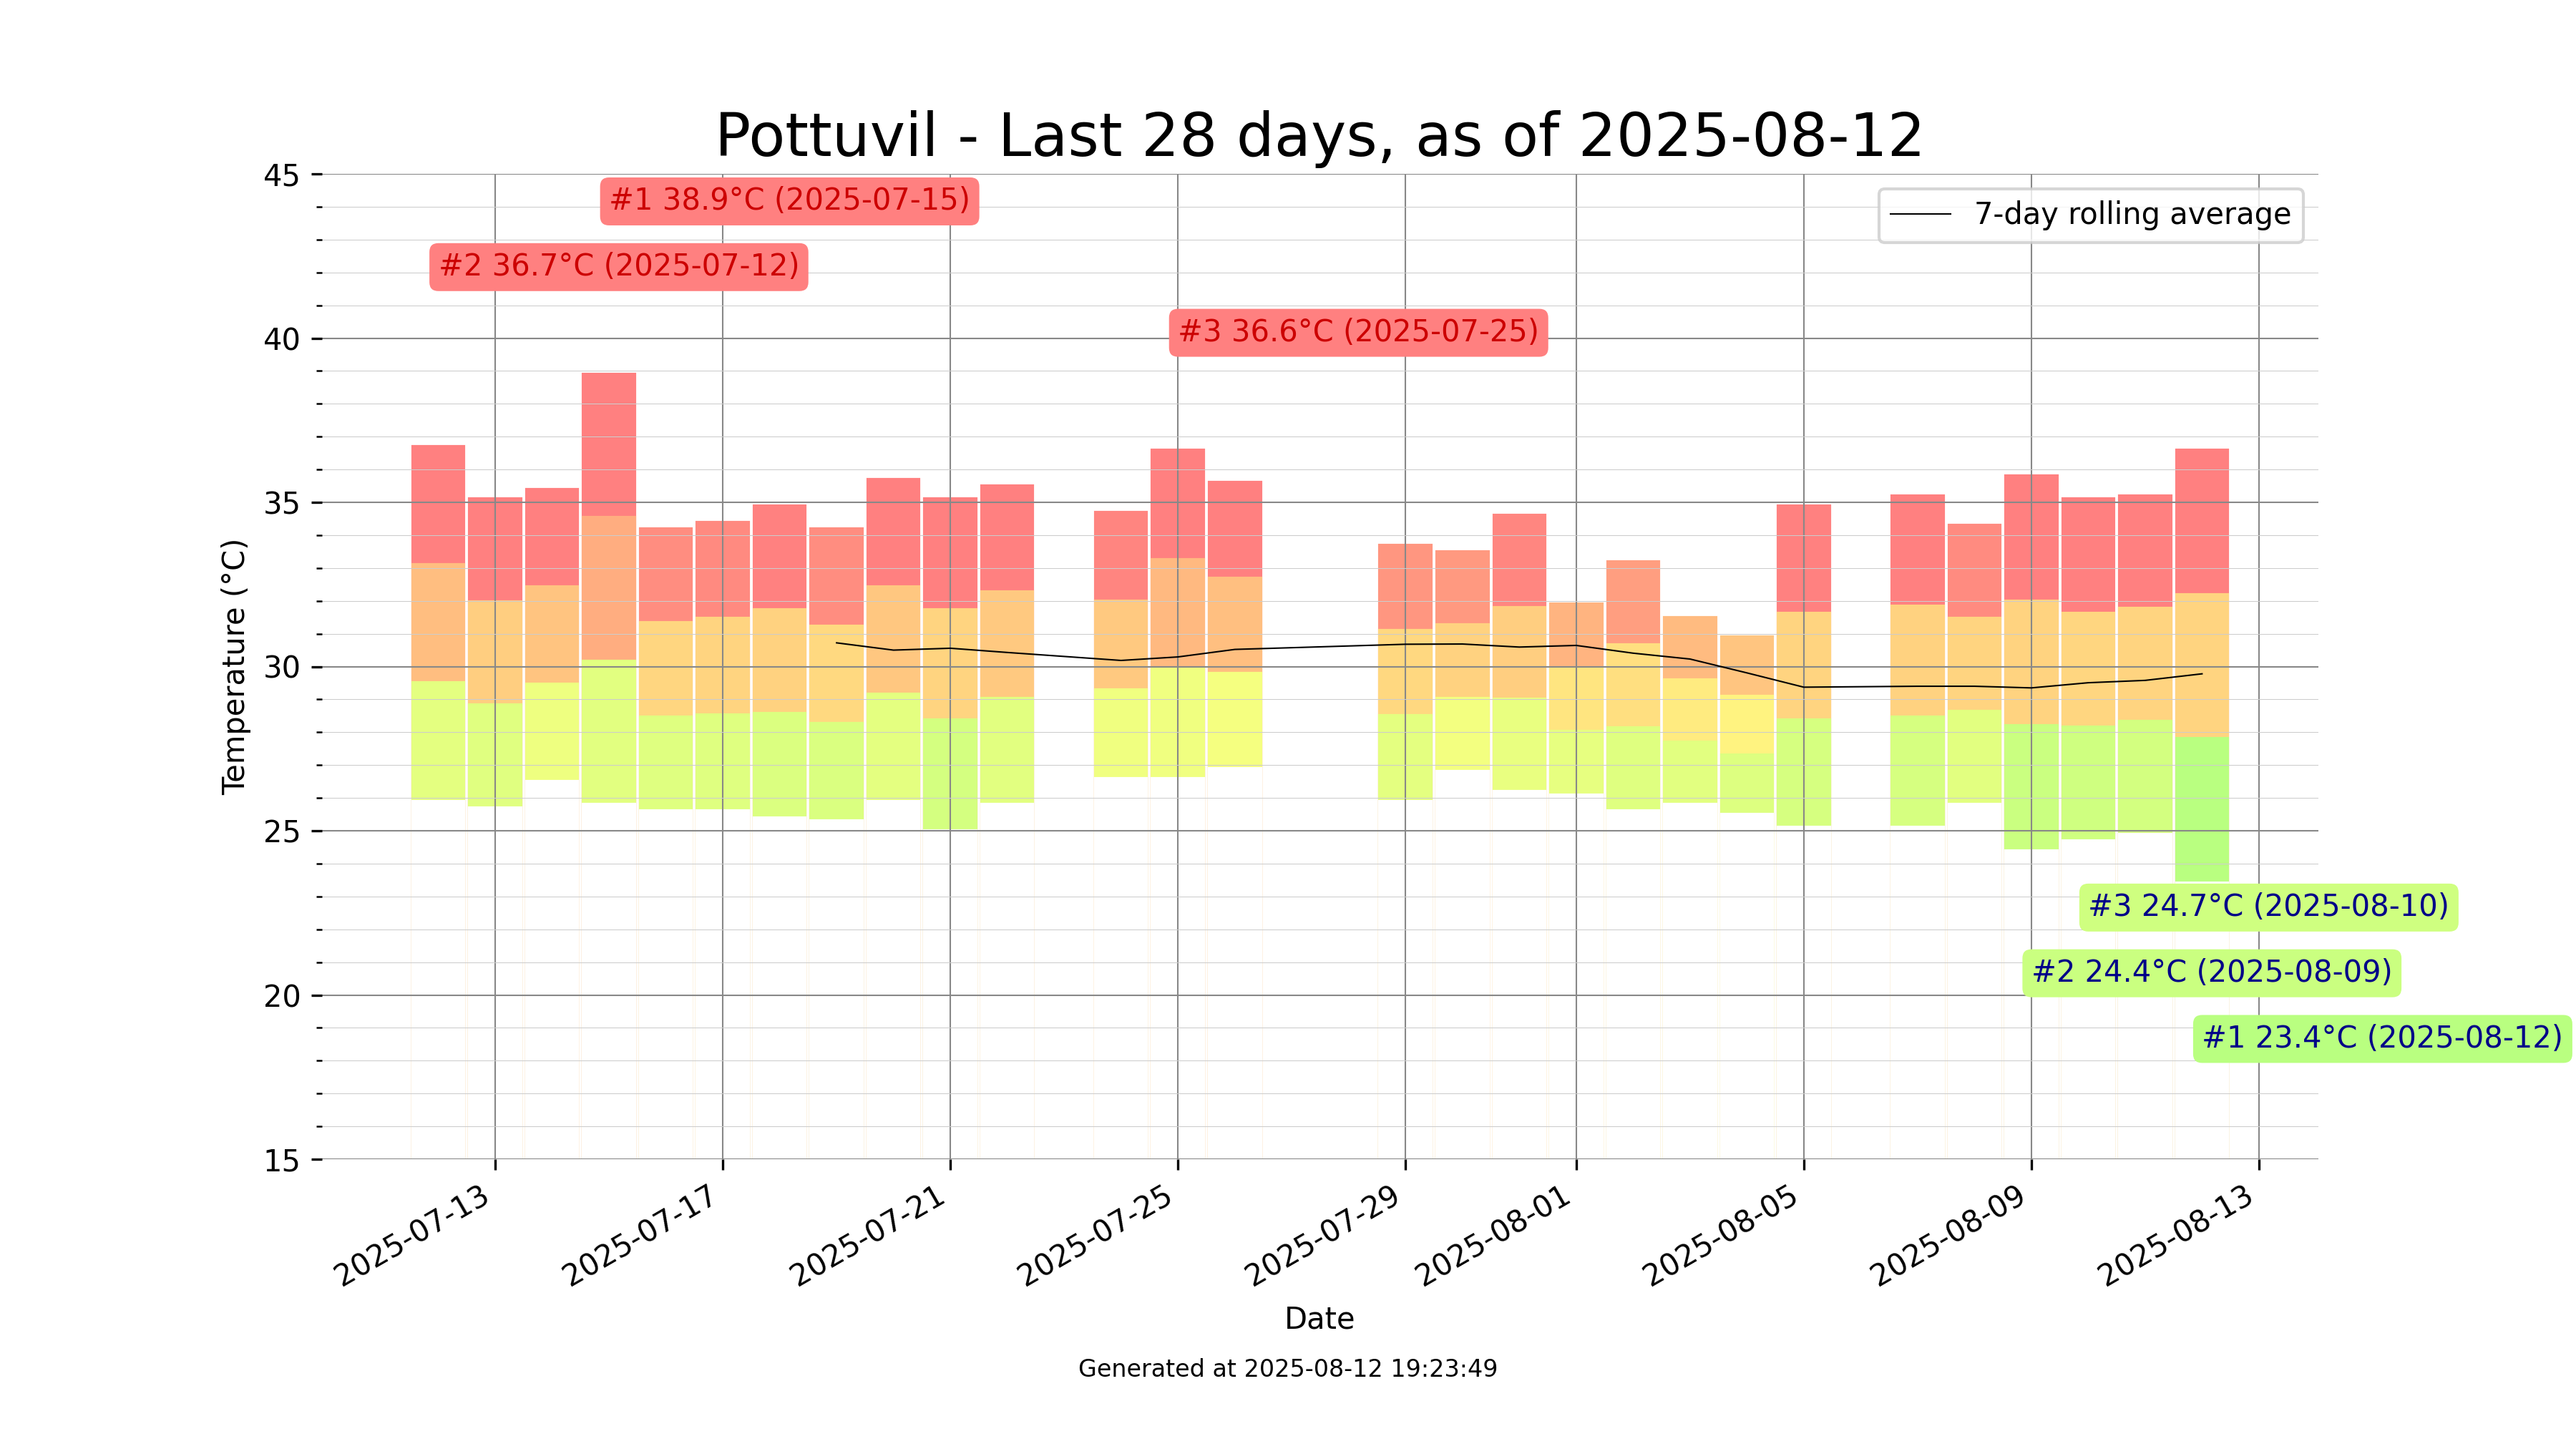 Pottuvil - Last 28 days, as of 2025-08-12
45
40
35
30
25
20
15
Temperature (°C)
#1 38.9°C (2025-07-15)
#2 36.7°C (2025-07-12)
#3 36.6°C (2025-07-25)
7-day rolling average
#3 24.7°C (2025-08-10)
#2 24.4°C (2025-08-09)
#1 23.4°C (2025-08-12)
2025-07-13
2025-07-17
2025-07-21
2025-07-25
2025-07-29
2025-08-01
2025-08-05
2025-08-09
2025-08-13
Date
Generated at 2025-08-12 19:23:49